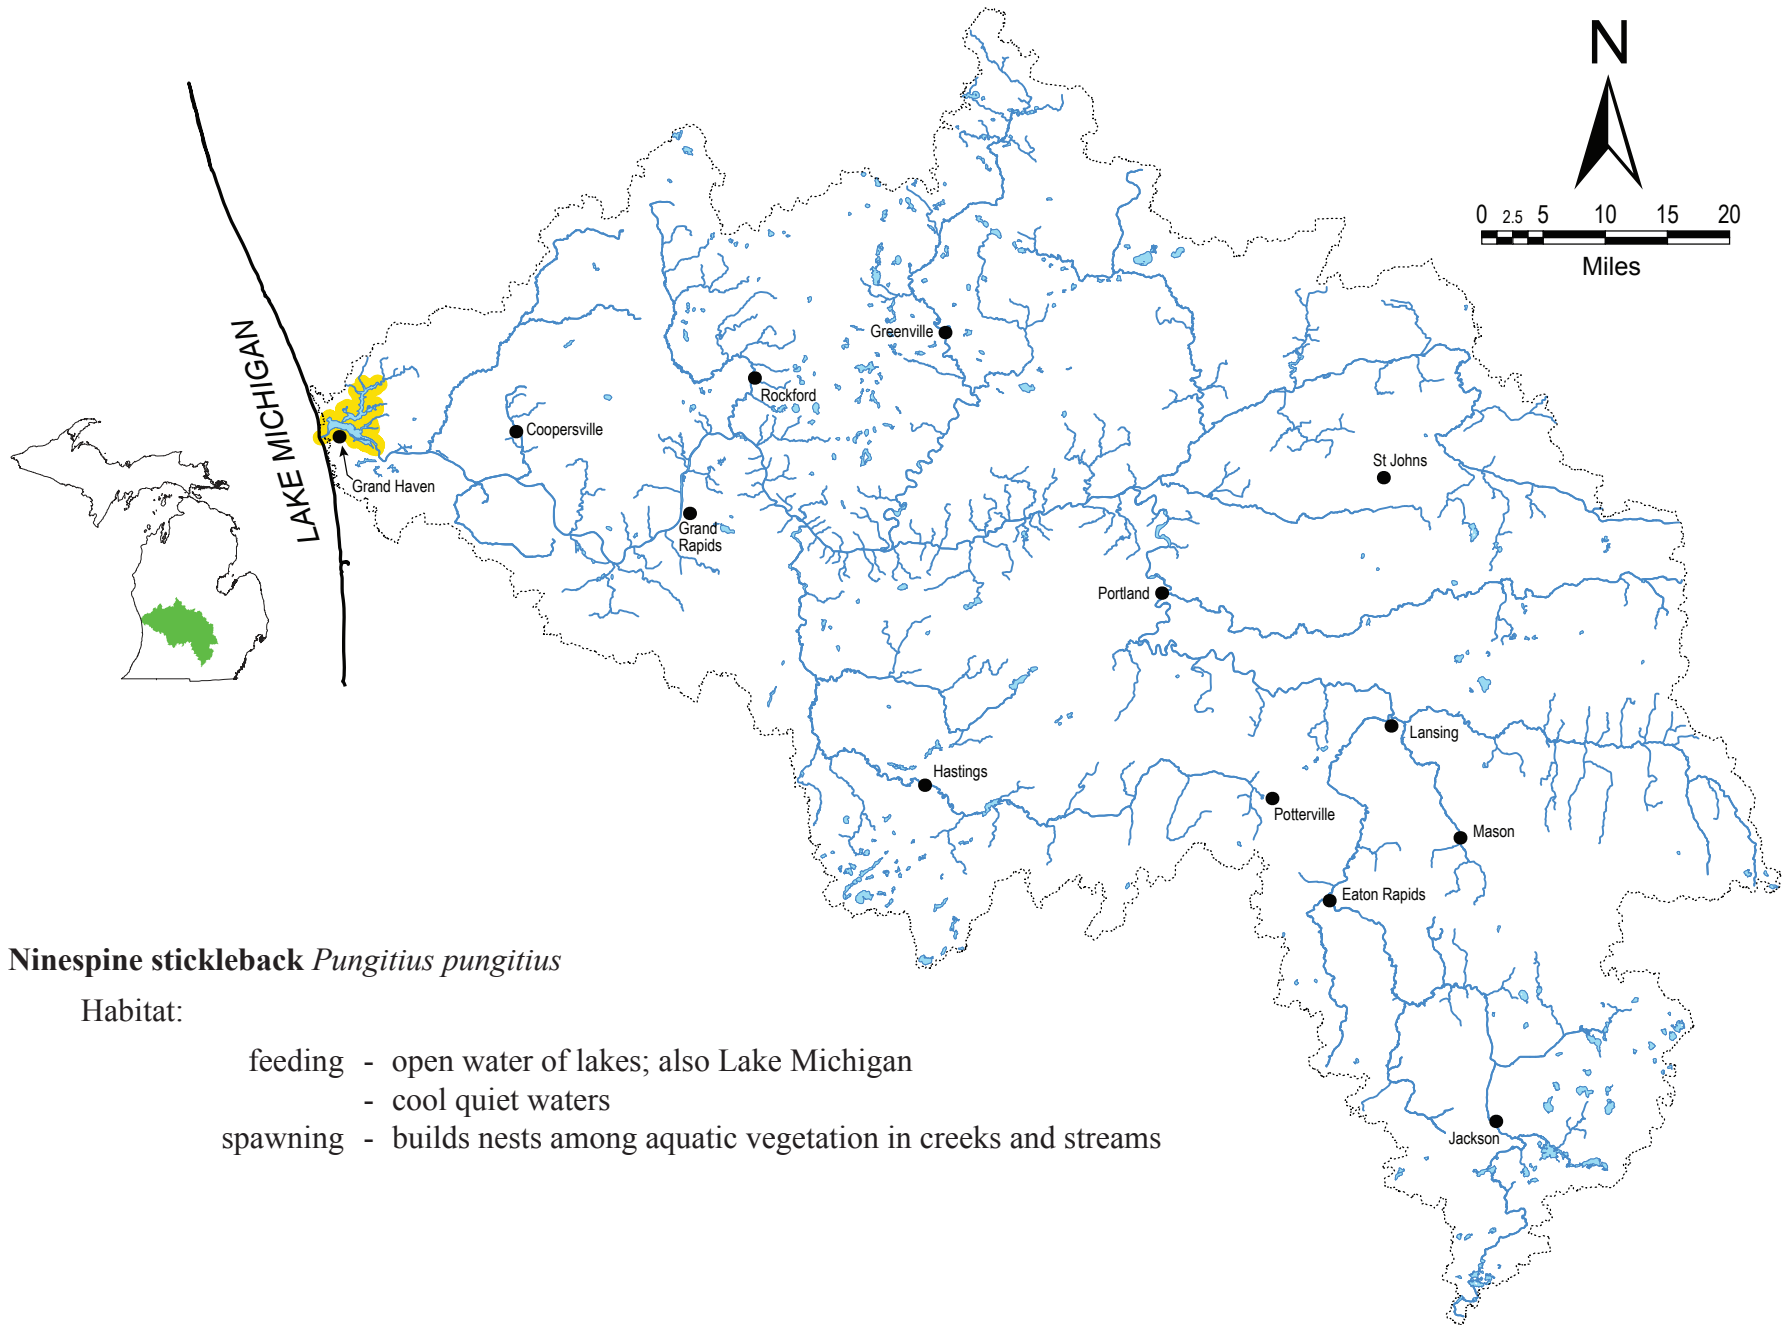 N
0 2.5 5 10 15 20
Miles
LAKE MICHIGAN
Greenville
Rockford
Coopersville
Grand Haven
St Johns
Grand
Rapids
Portland
Lansing
Hastings
Potterville
Mason
Eaton Rapids
Jackson
Ninespine stickleback Pungitius pungitius
Habitat:
feeding - open water of lakes; also Lake Michigan
- cool quiet waters
spawning - builds nests among aquatic vegetation in creeks and streams